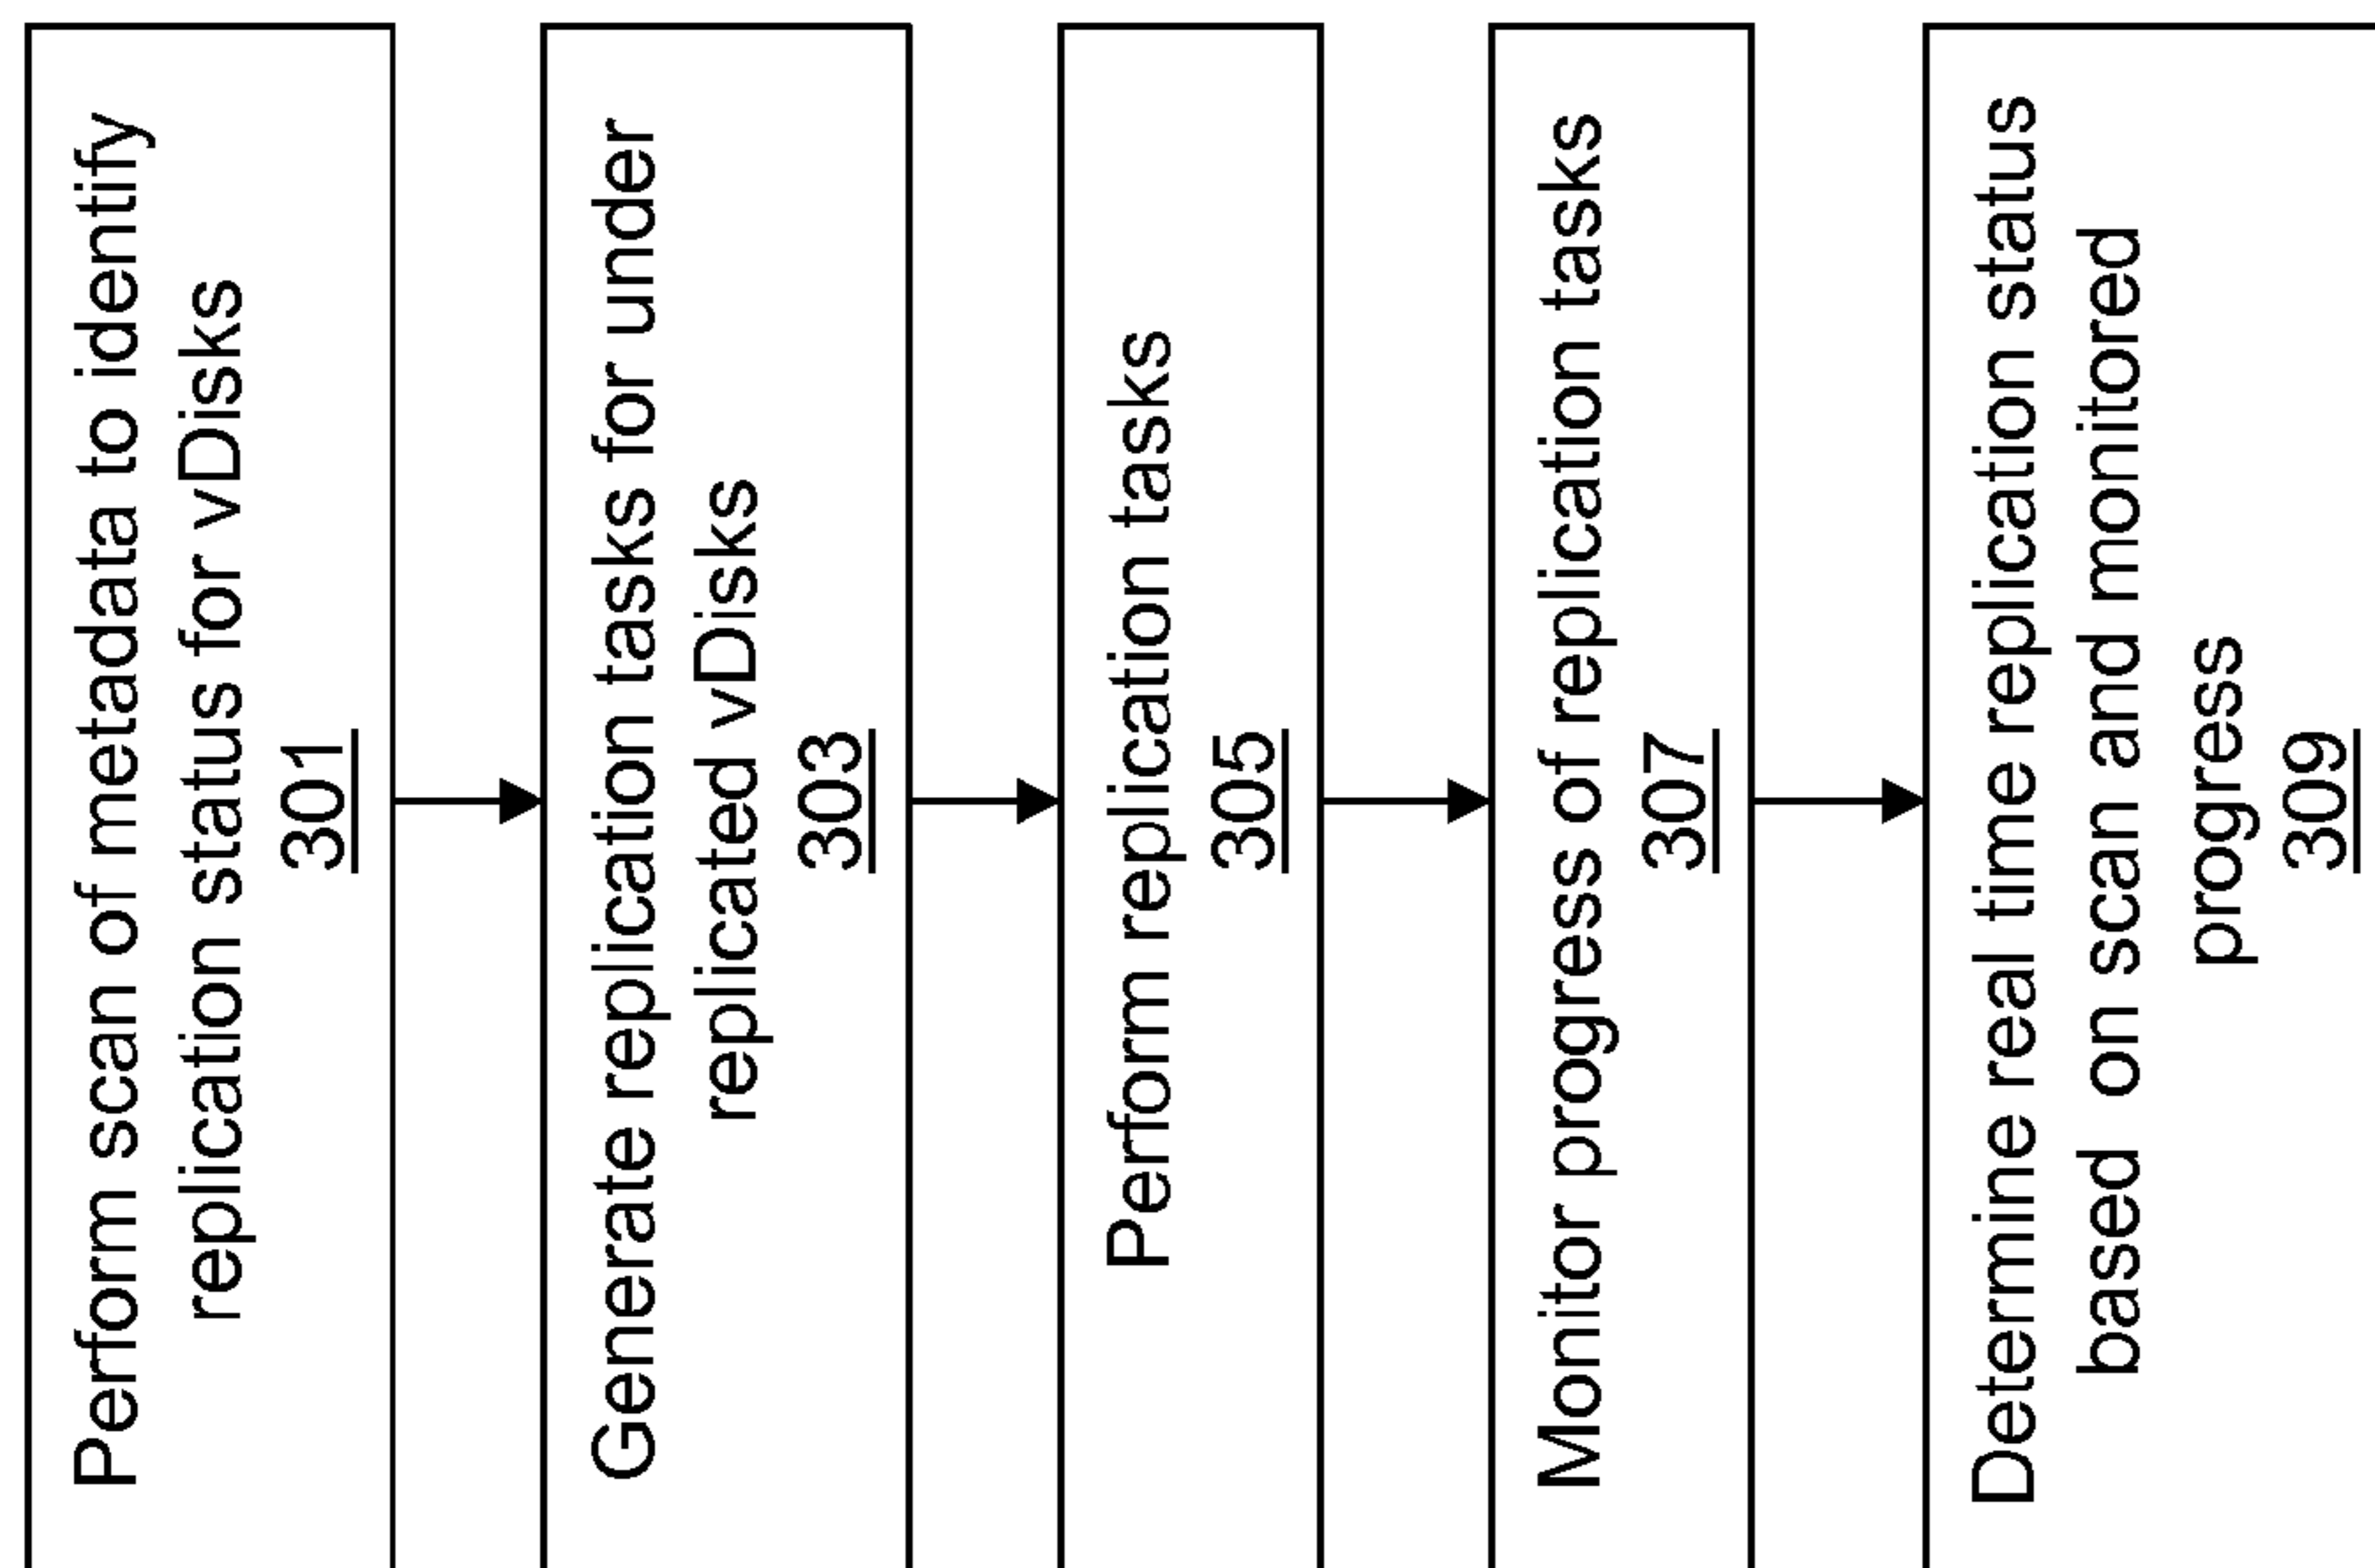 Perform scan of metadata to identify
replication status for vDisks
301
Generate replication tasks for under
replicated vDisks
303
Perform replication tasks
305
Monitor progress of replication tasks
307
Determine real time replication status
based  on scan and monitored
progress
309